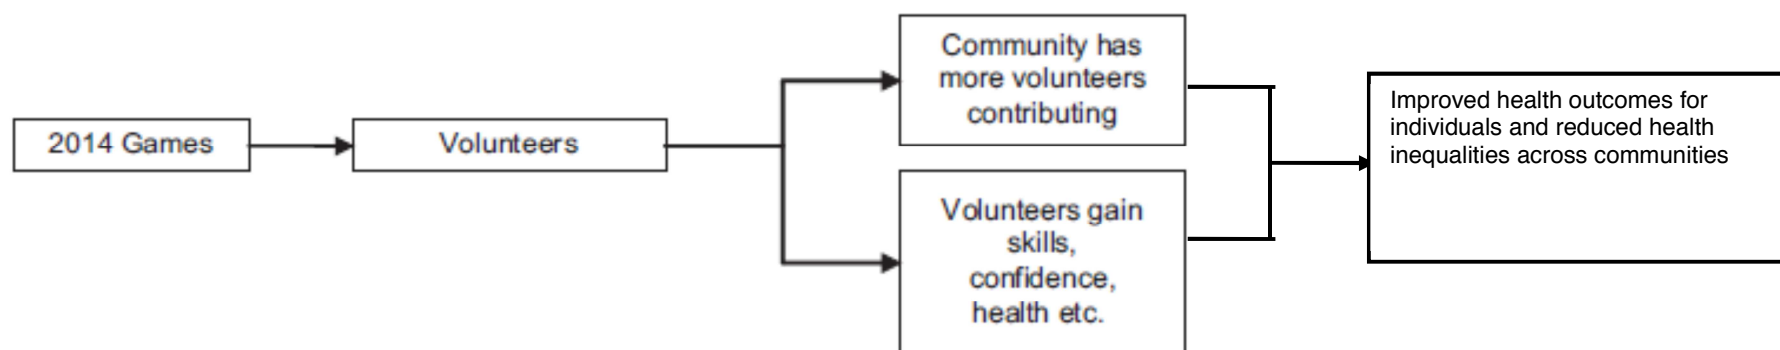 2014 Games
Volunteers
Community has
more volunteers
contributing
Volunteers gain
skills,
confidence,
health etc.
Improved health outcomes for
individuals and reduced health
inequalities across communities